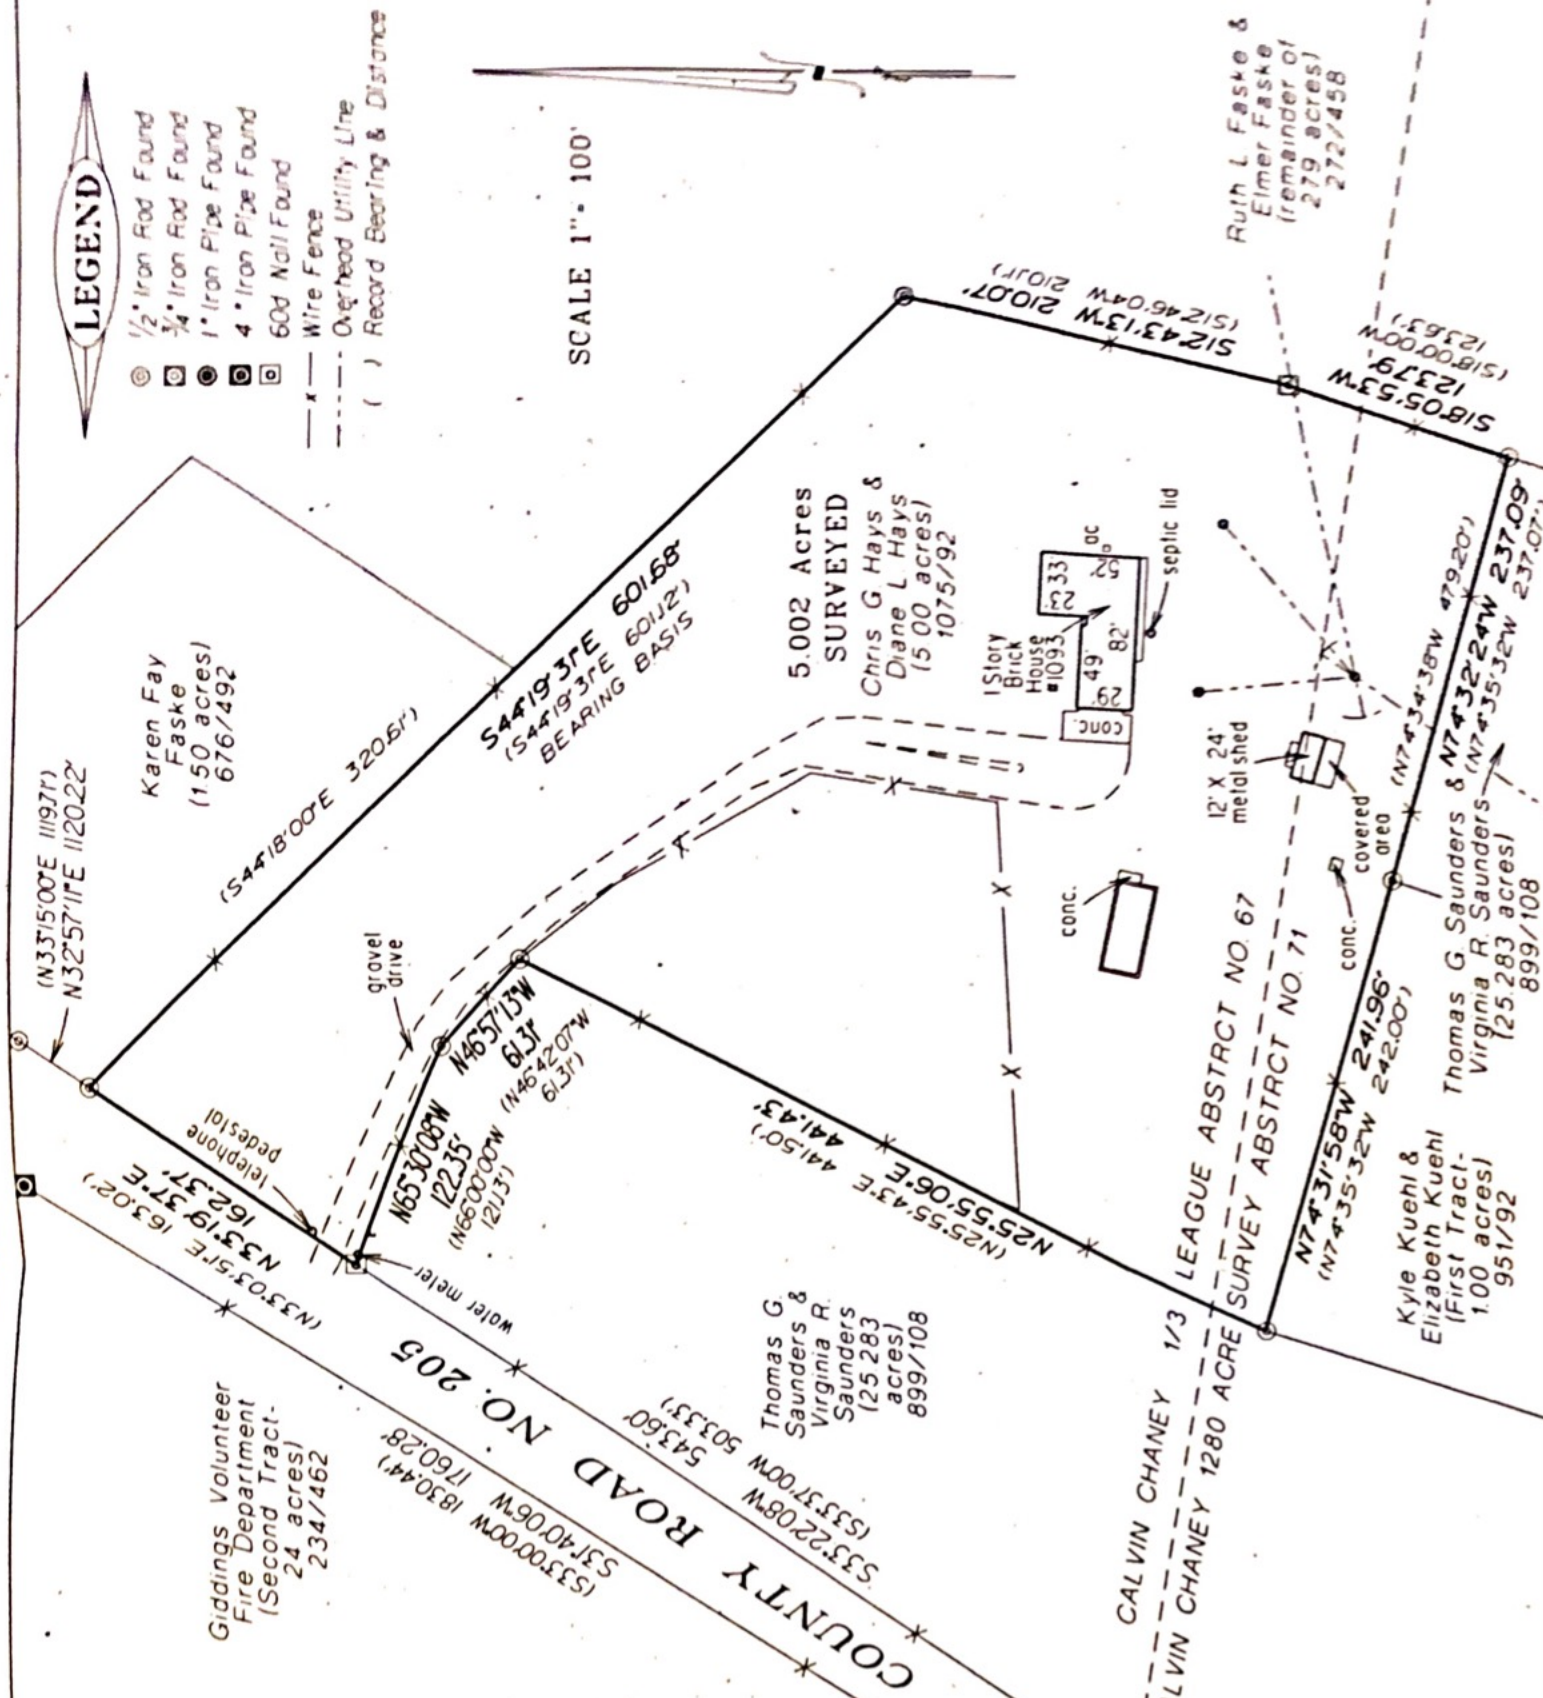 LEGEND
1/2" Iron Rod Found
3/4" Iron Rod Found
1" Iron Pipe Found
4" Iron Pipe Found
60d Nail Found
— x — Wire Fence
Overhead Utility Line
( ) Record Bearing & Distance
SCALE 1"= 100'
(N33°15'00"E 1119.71')
N32°57'11"E 1120.22'
Karen Fay
Faske
(1.50 acres)
676/492
(S44°18'00"E 320.61')
S44°19'31"E 601.68'
(S44°19'31"E 601.12')
BEARING BASIS
S12°43'13"W 210.07'
(S12°46'04"W 210.11')
Ruth L. Faske &
Elmer Faske
(remainder of
279 acres)
272/458
S18°05'53"W
123.79'
(S18°00'00"W
123.63')
5.002 Acres
SURVEYED
Chris G. Hays &
Diane L. Hays
(5.00 acres)
1075/92
1 Story
Brick
House
#1093
23'
33'
52'
49'
82'
29'
ac
conc.
septic lid
gravel
drive
telephone
pedestal
water meter
N33°19'37"E
162.37'
(N33°03'51"E 163.02')
N65°30'08"W
122.35'
(N66°00'00"W
121.13')
N46°57'13"W
61.31'
(N46°42'07"W
61.31')
N25°55'06"E 441.43'
(N25°55'43"E 441.50')
conc.
12' X 24'
metal shed
covered
area
conc.
(N74°34'38"W 479.20')
N74°32'24"W 237.09'
(N74°35'32"W 237.07')
N74°31'58"W 241.96'
(N74°35'32"W 242.00')
Thomas G. Saunders &
Virginia R. Saunders
(25.283 acres)
899/108
Kyle Kuehl &
Elizabeth Kuehl
(First Tract-
1.00 acres)
951/92
CALVIN CHANEY 1/3 LEAGUE ABSTRCT NO. 67
LVIN CHANEY 1280 ACRE SURVEY ABSTRCT NO. 71
Thomas G.
Saunders &
Virginia R.
Saunders
(25.283
acres)
899/108
S33°22'08"W 543.60'
(S33°37'00"W 503.33')
COUNTY ROAD NO. 205
(S33°00'00"W 1830.44')
S31°40'06"W 1760.28'
Giddings Volunteer
Fire Department
(Second Tract-
24 acres)
234/462